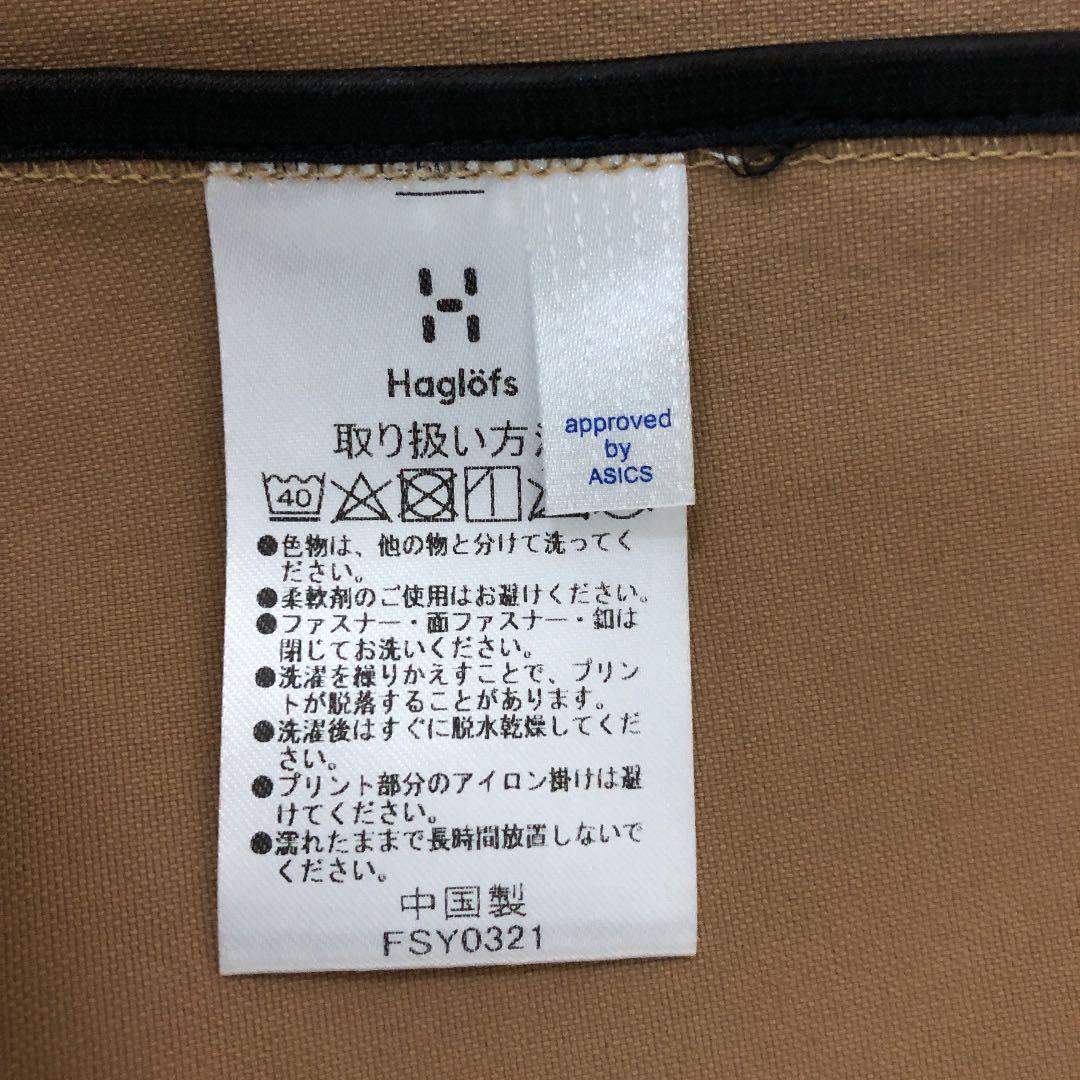 Haglöfs
取り扱い方
approved
by
ASICS
40
●色物は、他の物と分けて洗ってく
ださい。
●柔軟剤のご使用はお避けください。
●ファスナー・面ファスナー・釦は
閉じてお洗いください。
●洗濯を繰りかえすことで、プリン
トが脱落することがあります。
●洗濯後はすぐに脱水乾燥してくだ
さい。
●プリント部分のアイロン掛けは避
けてください。
●濡れたままで長時間放置しないで
ください。
中国製
FSY0321